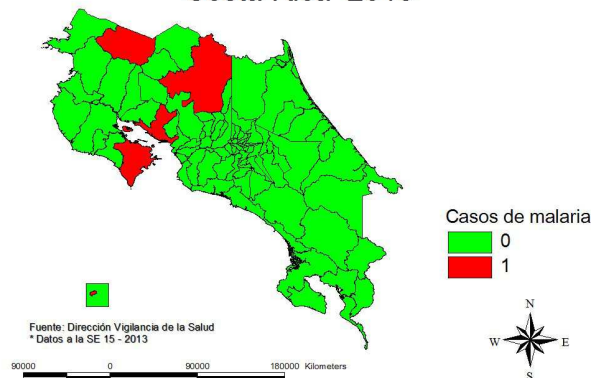 Casos de malaria
0
1
Fuente: Dirección Vigilancia de la Salud
* Datos a la SE 15 - 2013
N
W E
S
90000 0 90000 180000 Kilometers